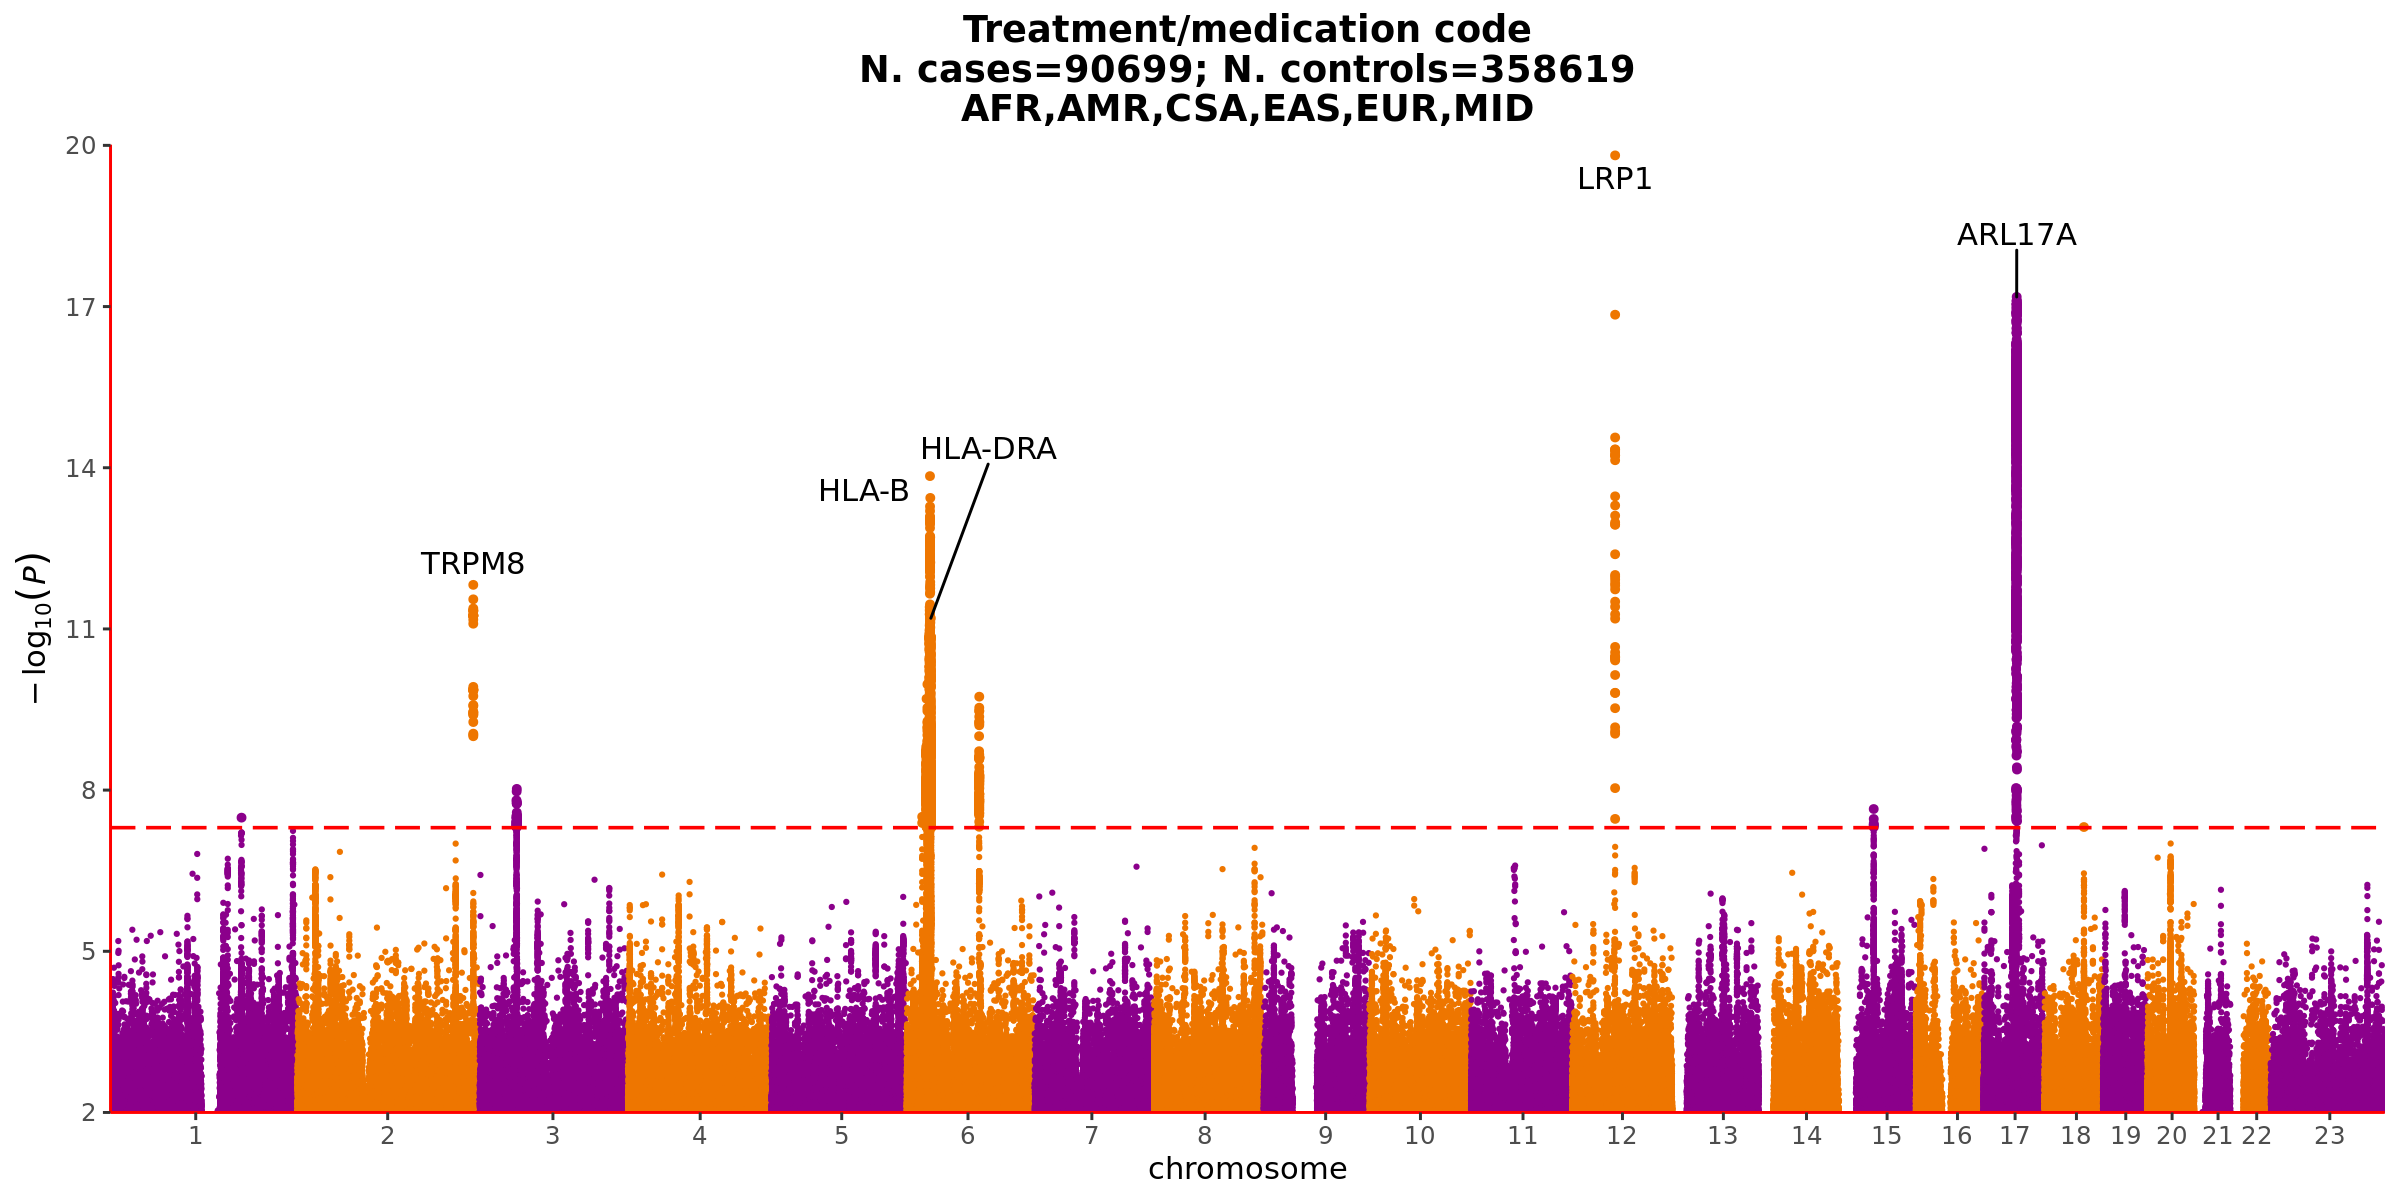 Treatment/medication code
N. cases=90699; N. controls=358619
AFR,AMR,CSA,EAS,EUR,MID
20
17
14
11
8
5
2
−log10(P)
LRP1
ARL17A
HLA-DRA
HLA-B
TRPM8
1 2 3 4 5 6 7 8 9 10 11 12 13 14 15 16 17 18 19 20 21 22 23
chromosome